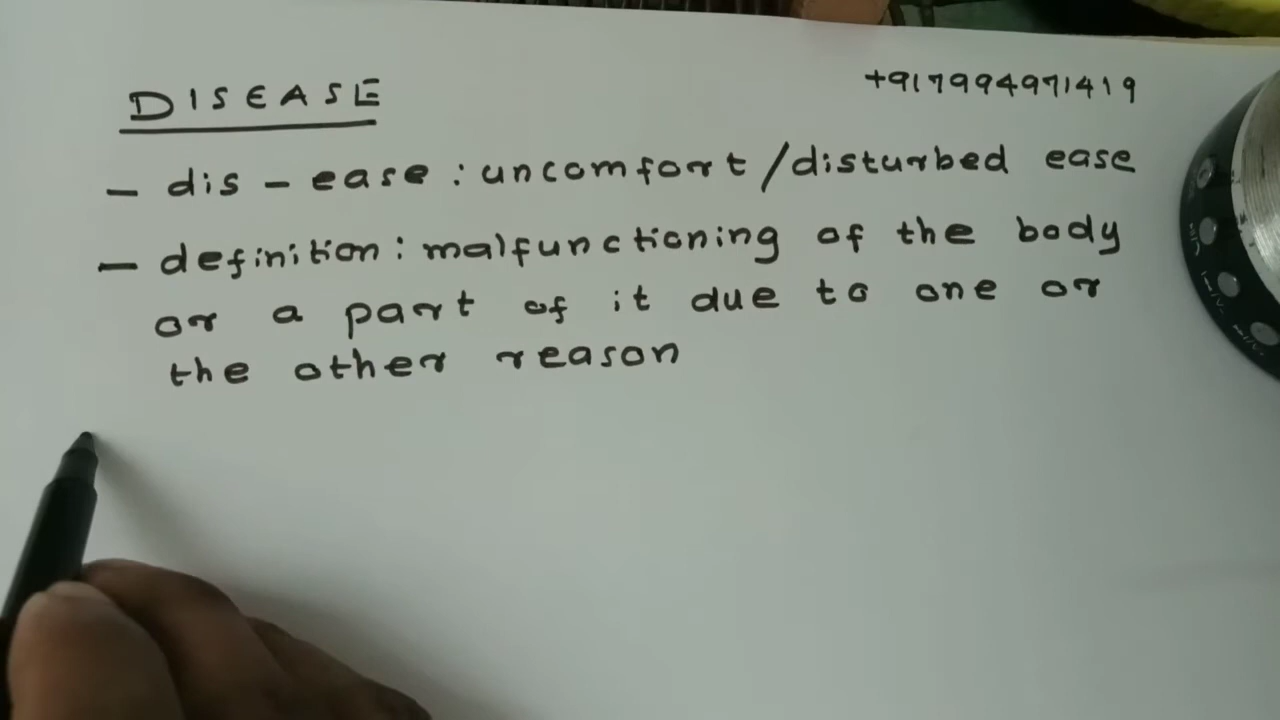 DISEASE
+917994971419
- dis - ease : uncomfort / disturbed ease
- definition : malfunctioning of the body
or a part of it due to one or
the other reason